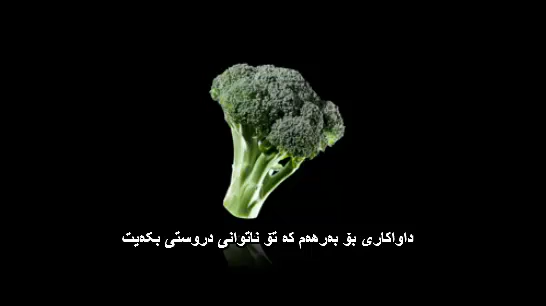 داواکاری بۆ بەرهەم کە تۆ ناتوانی دروستی بکەیت